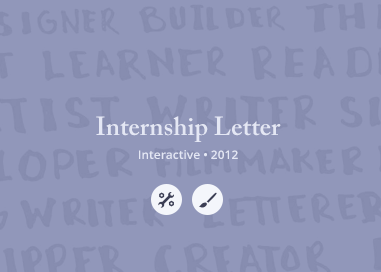 SIGNER BUILDER TH
T LEARNER READ
TIST WRITER S
Internship Letter
Interactive • 2012
LOPER FILMMAKER
WRITER LETTERER
IPPER CREATOR